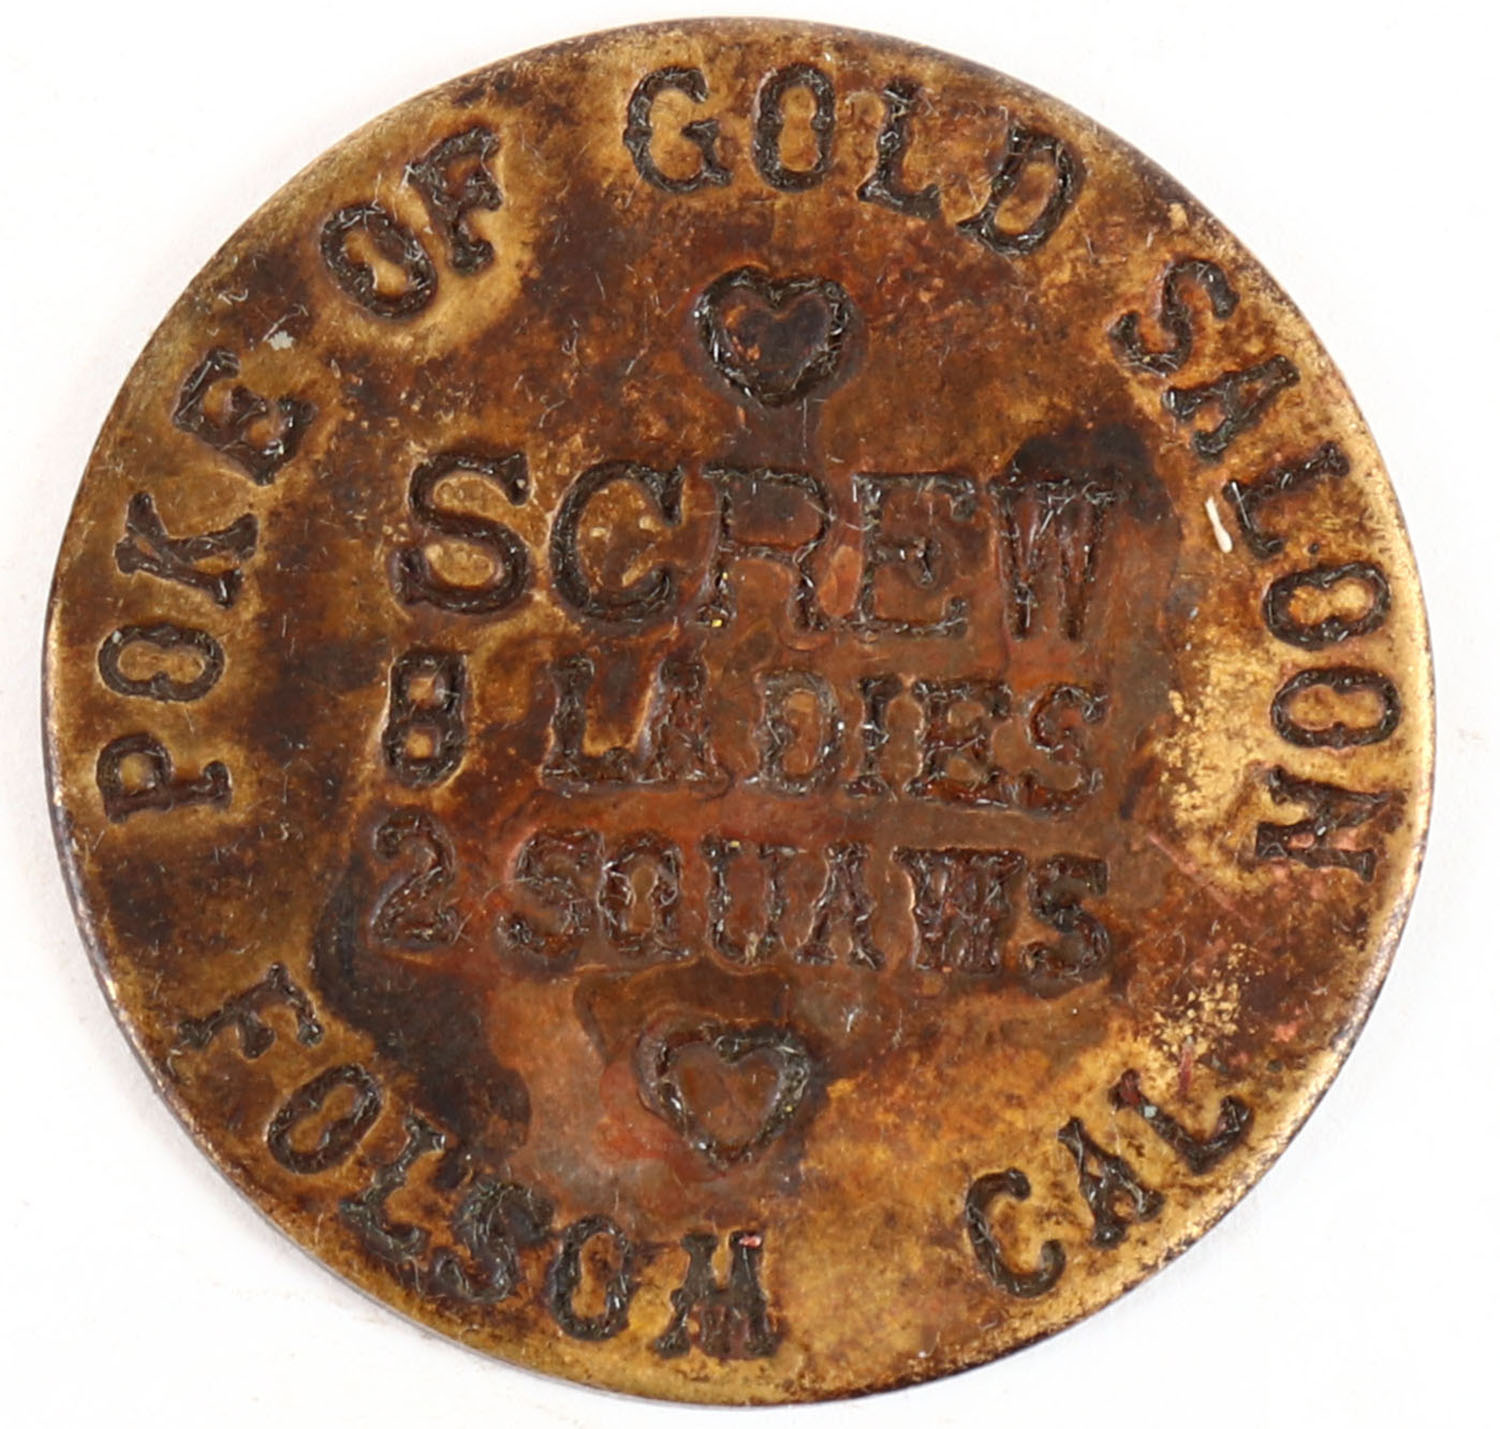 POKE OF GOLD SALOON
SCREW
8 LADIES
2 SQUAWS
FOLSOM CAL